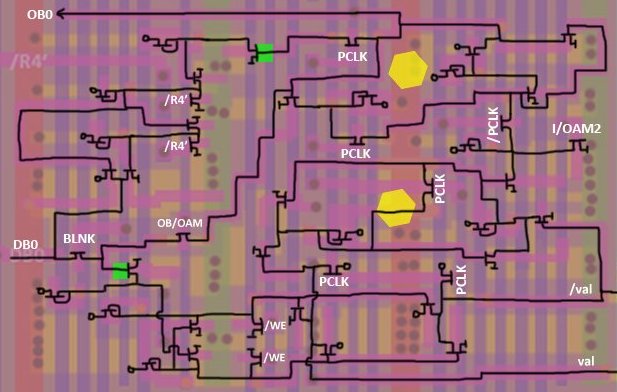 OB0
PCLK
/R4'
/R4'
PCLK
/PCLK
I/OAM2
/R4'
PCLK
OB/OAM
DB0
BLNK
DB0
PCLK
PCLK
/val
/WE
/WE
val